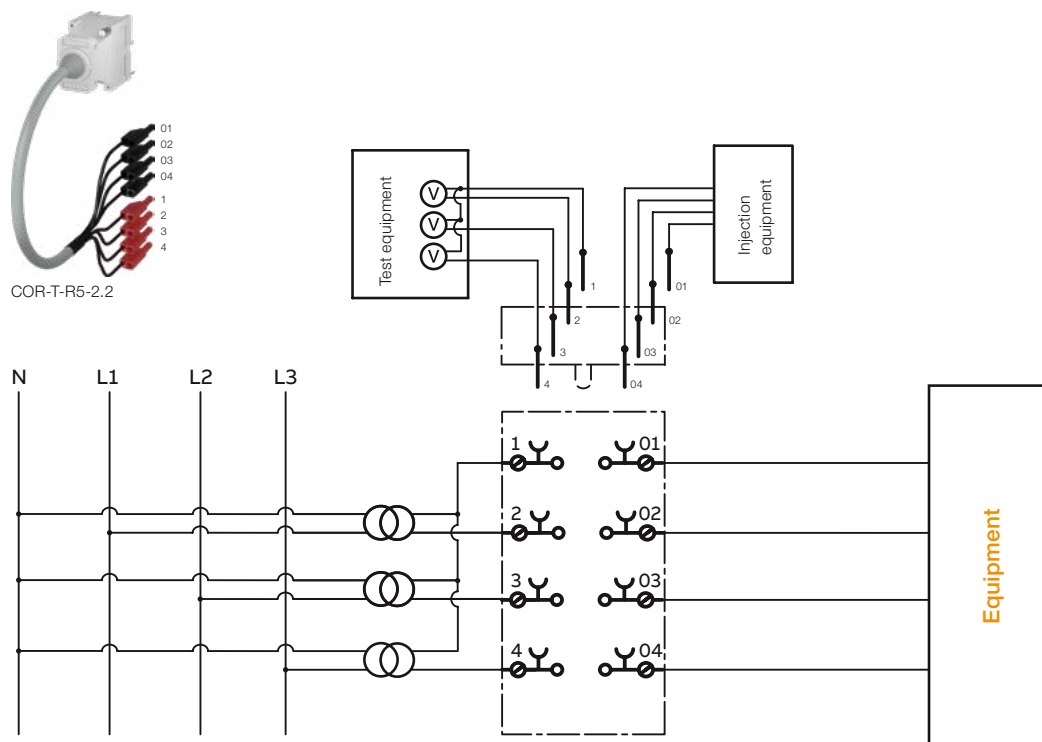 01
02
03
04
1
2
3
4
COR-T-R5-2.2
Test equipment
V
V
V
Injection
equipment
1
01
2
02
3
03
4
04
N L1 L2 L3
1 01
2 02
3 03
4 04
Equipment